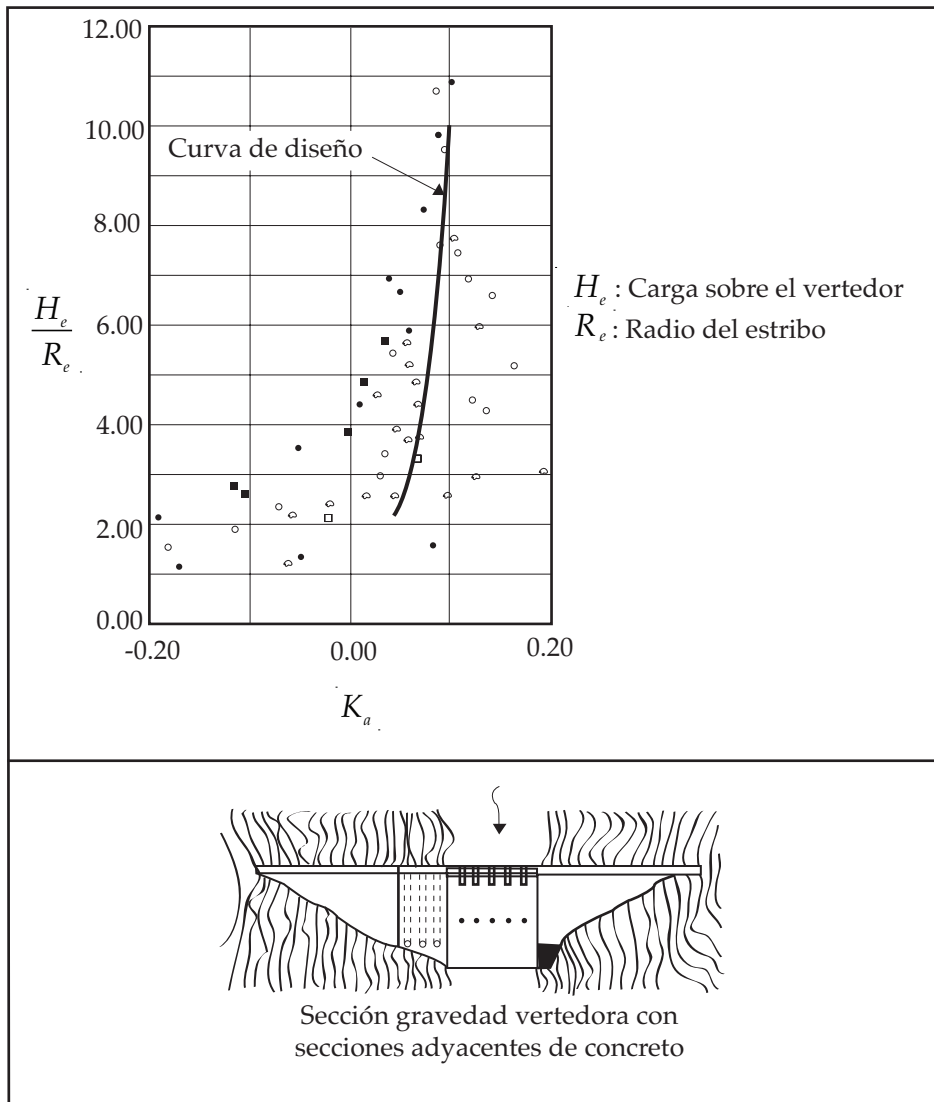 12.00
10.00
Curva de diseño
8.00
H_e / R_e
6.00
4.00
2.00
0.00
-0.20
0.00
0.20
K_a
H_e : Carga sobre el vertedor
R_e : Radio del estribo
Sección gravedad vertedora con
secciones adyacentes de concreto